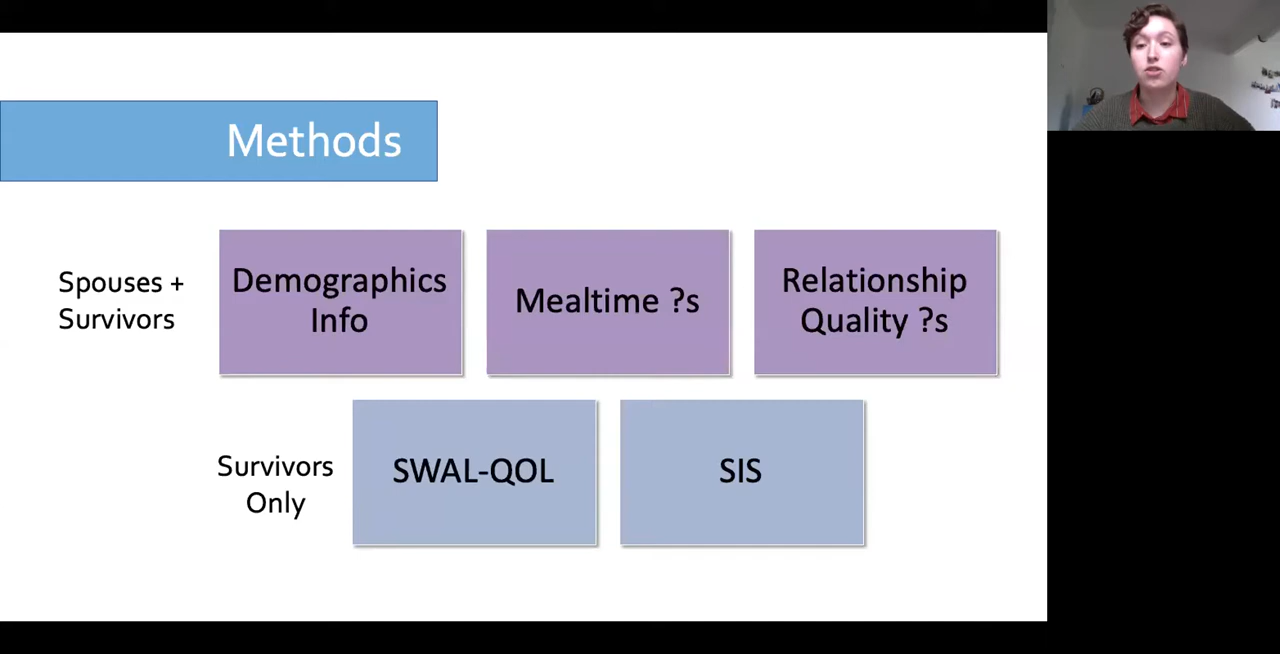 Methods
Spouses +
Survivors
Demographics
Info
Mealtime ?s
Relationship
Quality ?s
Survivors
Only
SWAL-QOL
SIS